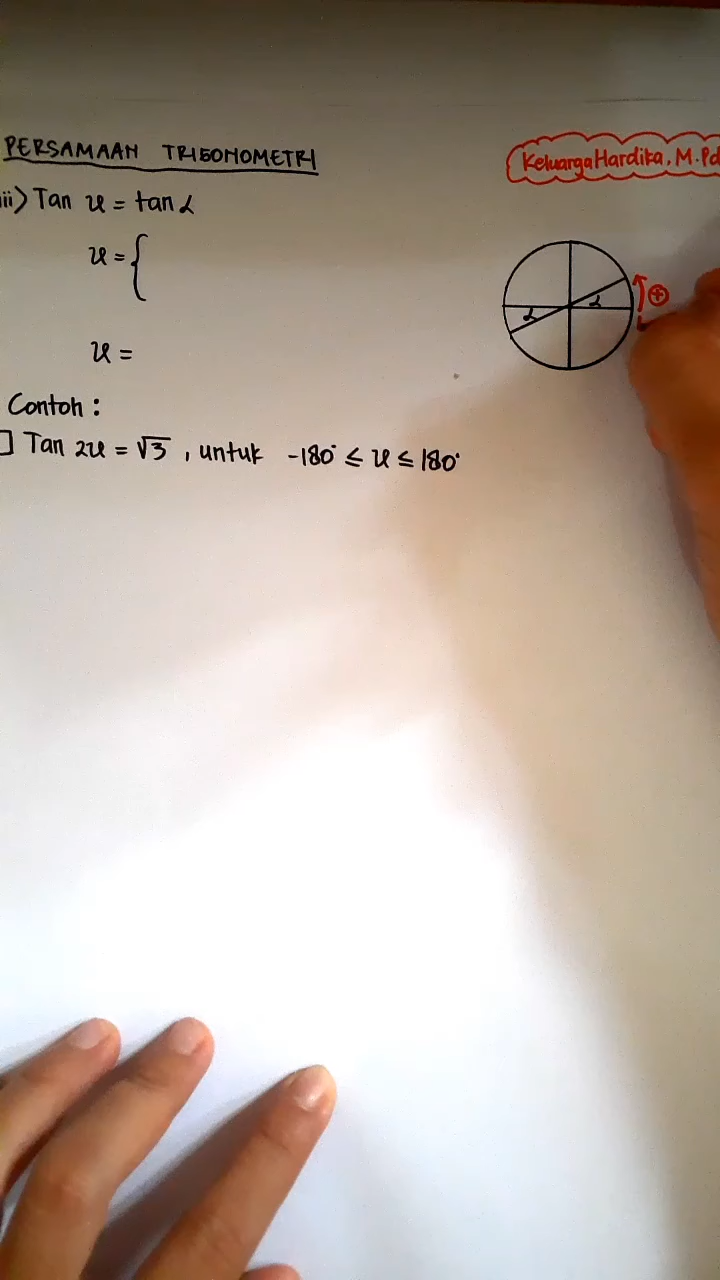 PERSAMAAN TRIGONOMETRI
Keluarga Hardika, M.Pd
iii) Tan x = tan α
x = {
x =
α
α
⊕
Contoh :
] Tan 2x = √3 , untuk -180° ≤ x ≤ 180°